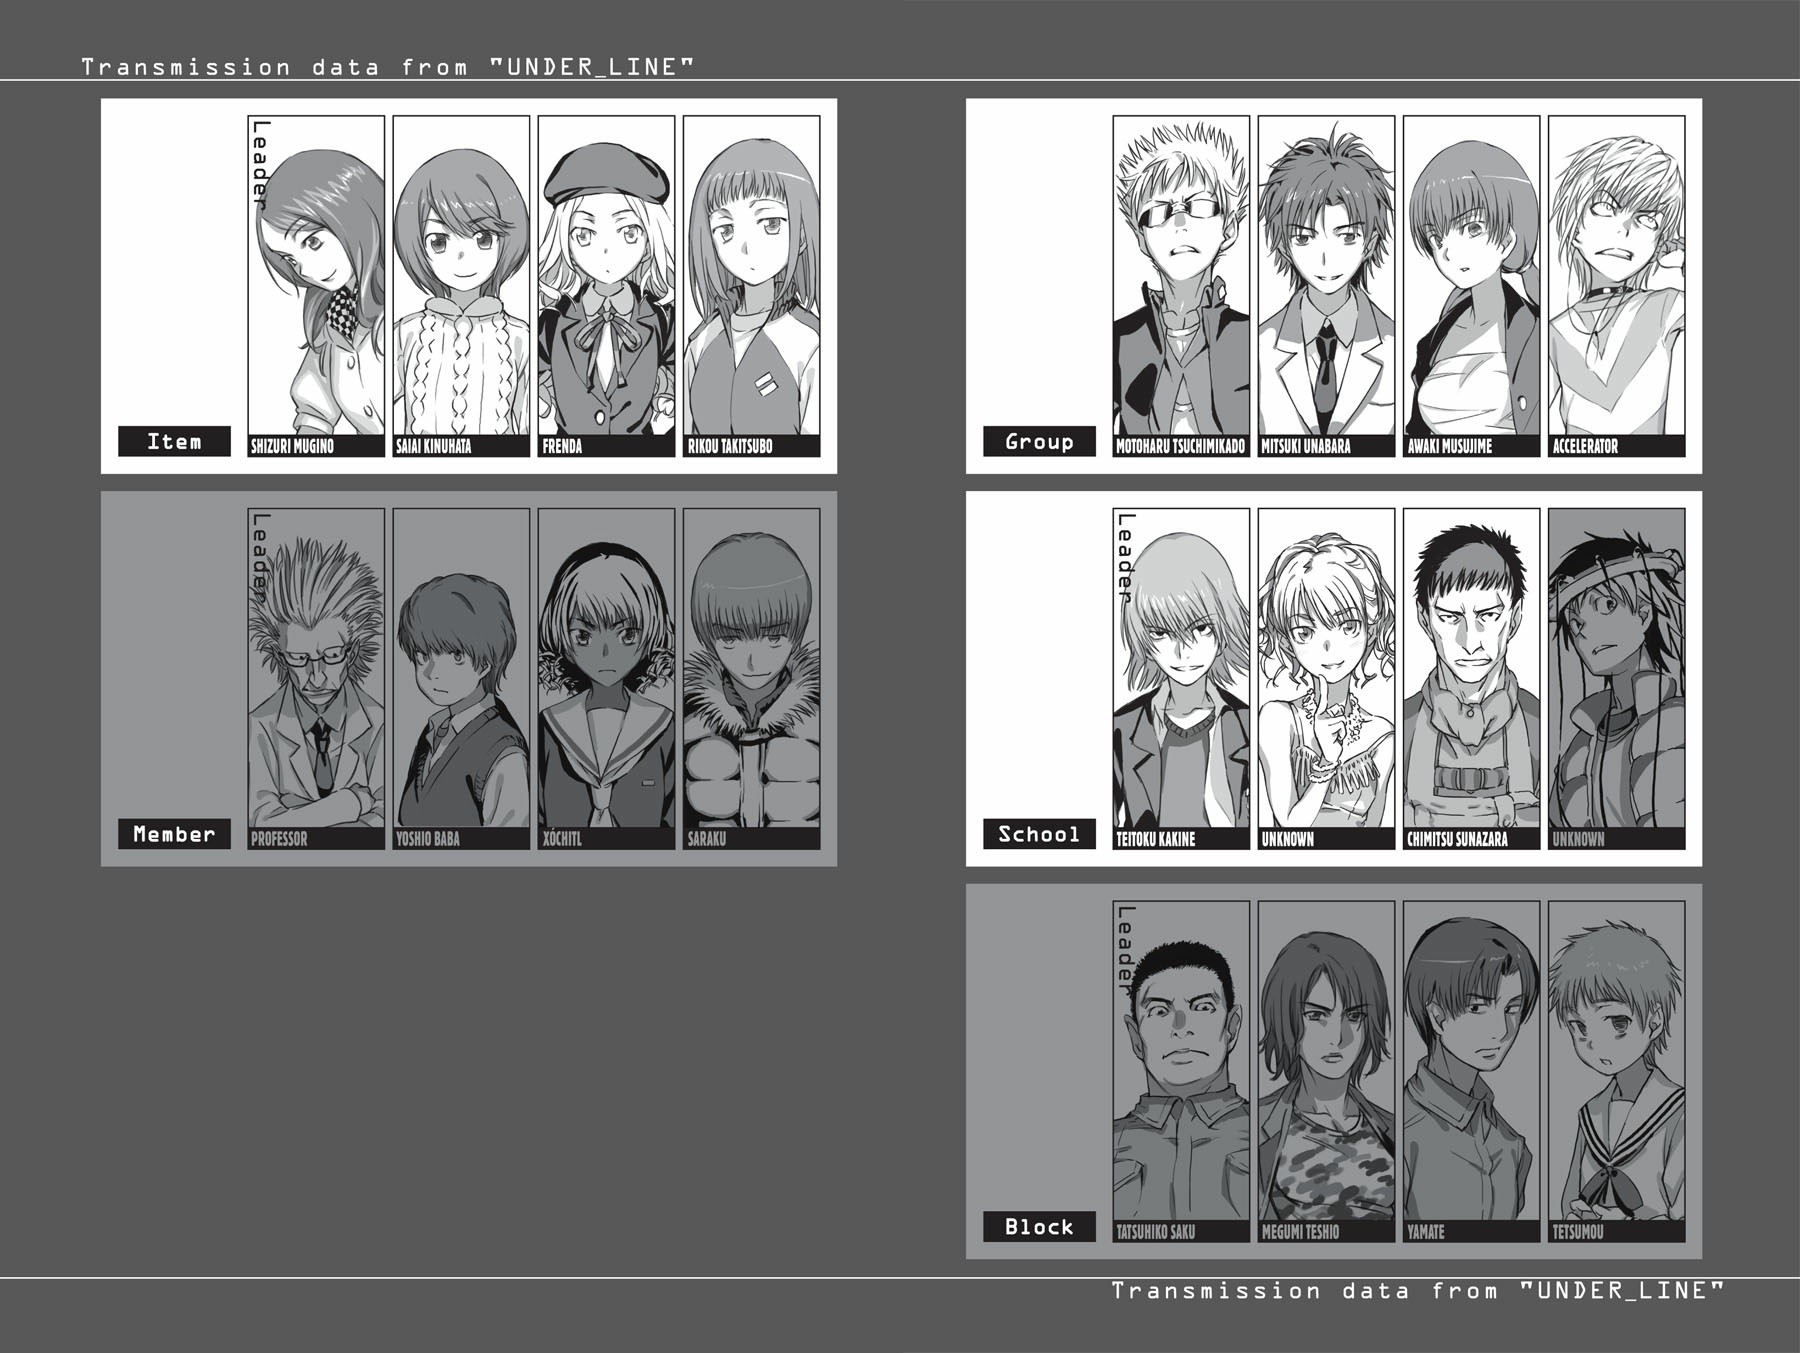 Transmission data from "UNDER_LINE"
Leader
Item
SHIZURI MUGINO
SAIAI KINUHATA
FRENDA
RIKOU TAKITSUBO
Group
MOTOHARU TSUCHIMIKADO
MITSUKI UNABARA
AWAKI MUSUJIME
ACCELERATOR
Leader
Member
PROFESSOR
YOSHIO BABA
XÓCHITL
SARAKU
Leader
School
TEITOKU KAKINE
UNKNOWN
CHIMITSU SUNAZARA
UNKNOWN
Leader
Block
TATSUHIKO SAKU
MEGUMI TESHIO
YAMATE
TETSUMOU
Transmission data from "UNDER_LINE"